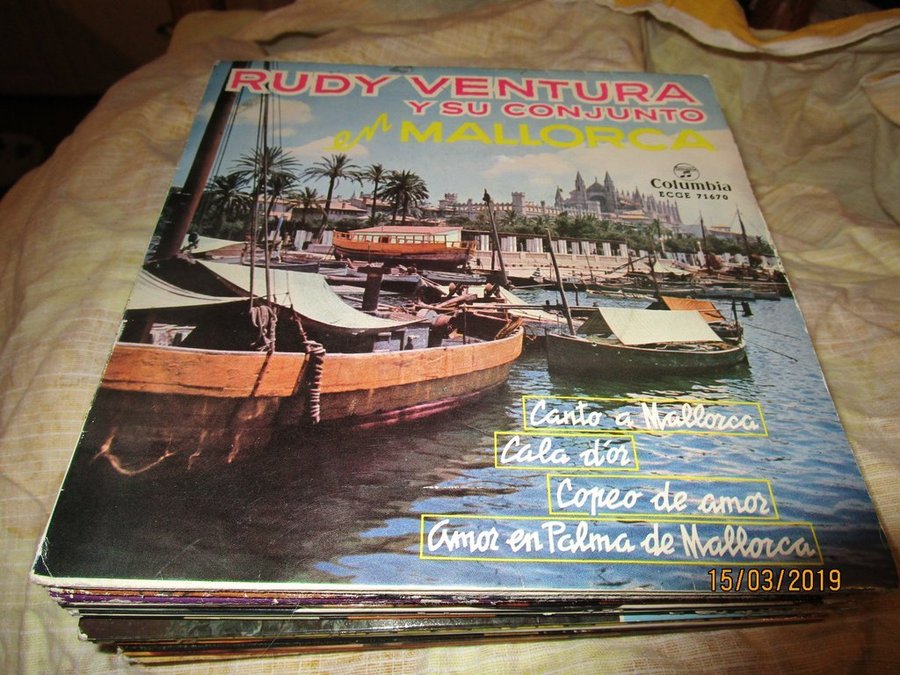 RUDY VENTURA
Y SU CONJUNTO
en MALLORCA
Columbia
ECGE 71670
Canto a Mallorca
Cala d'or
Copeo de amor
Amor en Palma de Mallorca
15/03/2019